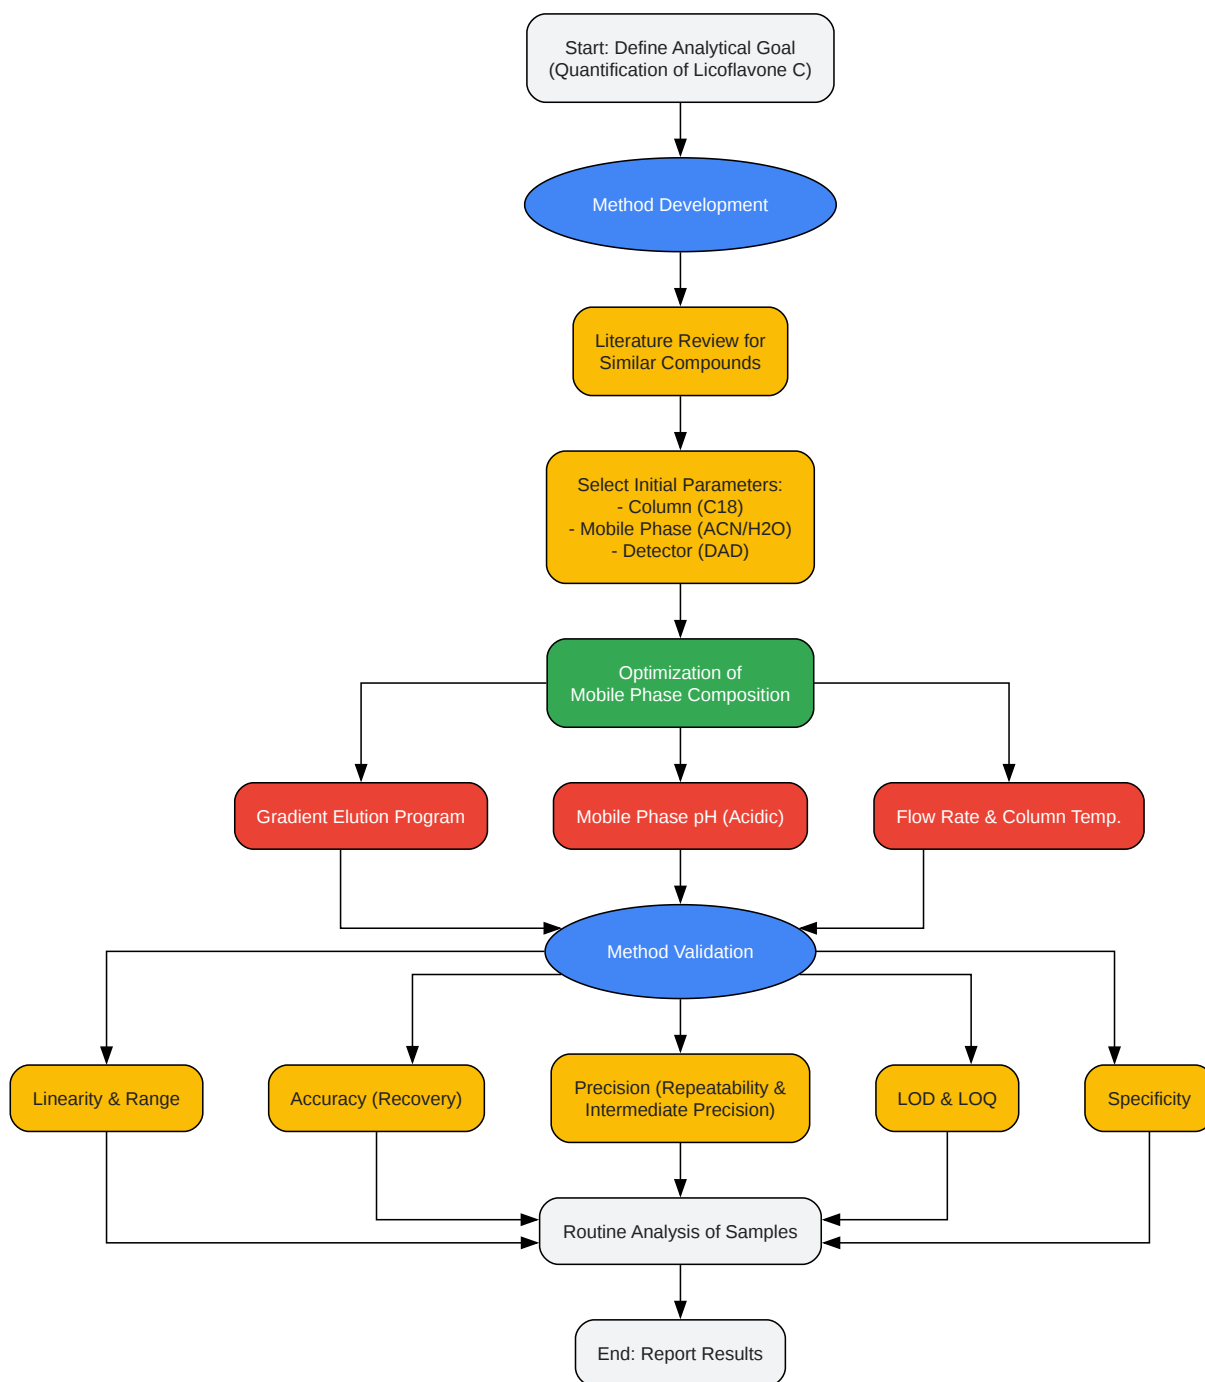 Start: Define Analytical Goal
(Quantification of Licoflavone C)
Method Development
Literature Review for
Similar Compounds
Select Initial Parameters:
- Column (C18)
- Mobile Phase (ACN/H2O)
- Detector (DAD)
Optimization of
Mobile Phase Composition
Gradient Elution Program
Mobile Phase pH (Acidic)
Flow Rate & Column Temp.
Method Validation
Linearity & Range
Accuracy (Recovery)
Precision (Repeatability &
Intermediate Precision)
LOD & LOQ
Specificity
Routine Analysis of Samples
End: Report Results